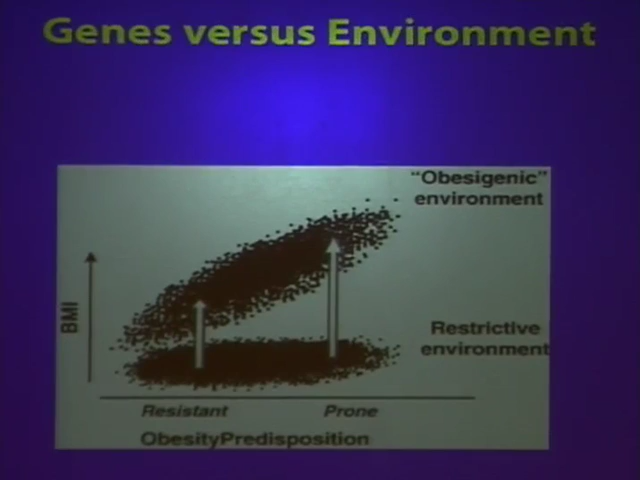 Genes versus Environment
"Obesigenic"
environment
BMI
Restrictive
environment
Resistant Prone
ObesityPredisposition